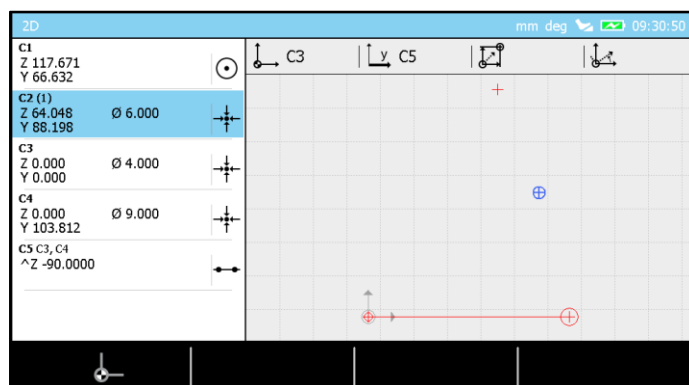 2D
mm deg 09:30:50
C1
Z 117.671
Y 66.632
C2 (1)
Z 64.048 Ø 6.000
Y 88.198
C3
Z 0.000 Ø 4.000
Y 0.000
C4
Z 0.000 Ø 9.000
Y 103.812
C5 C3, C4
^Z -90.0000
C3
y C5